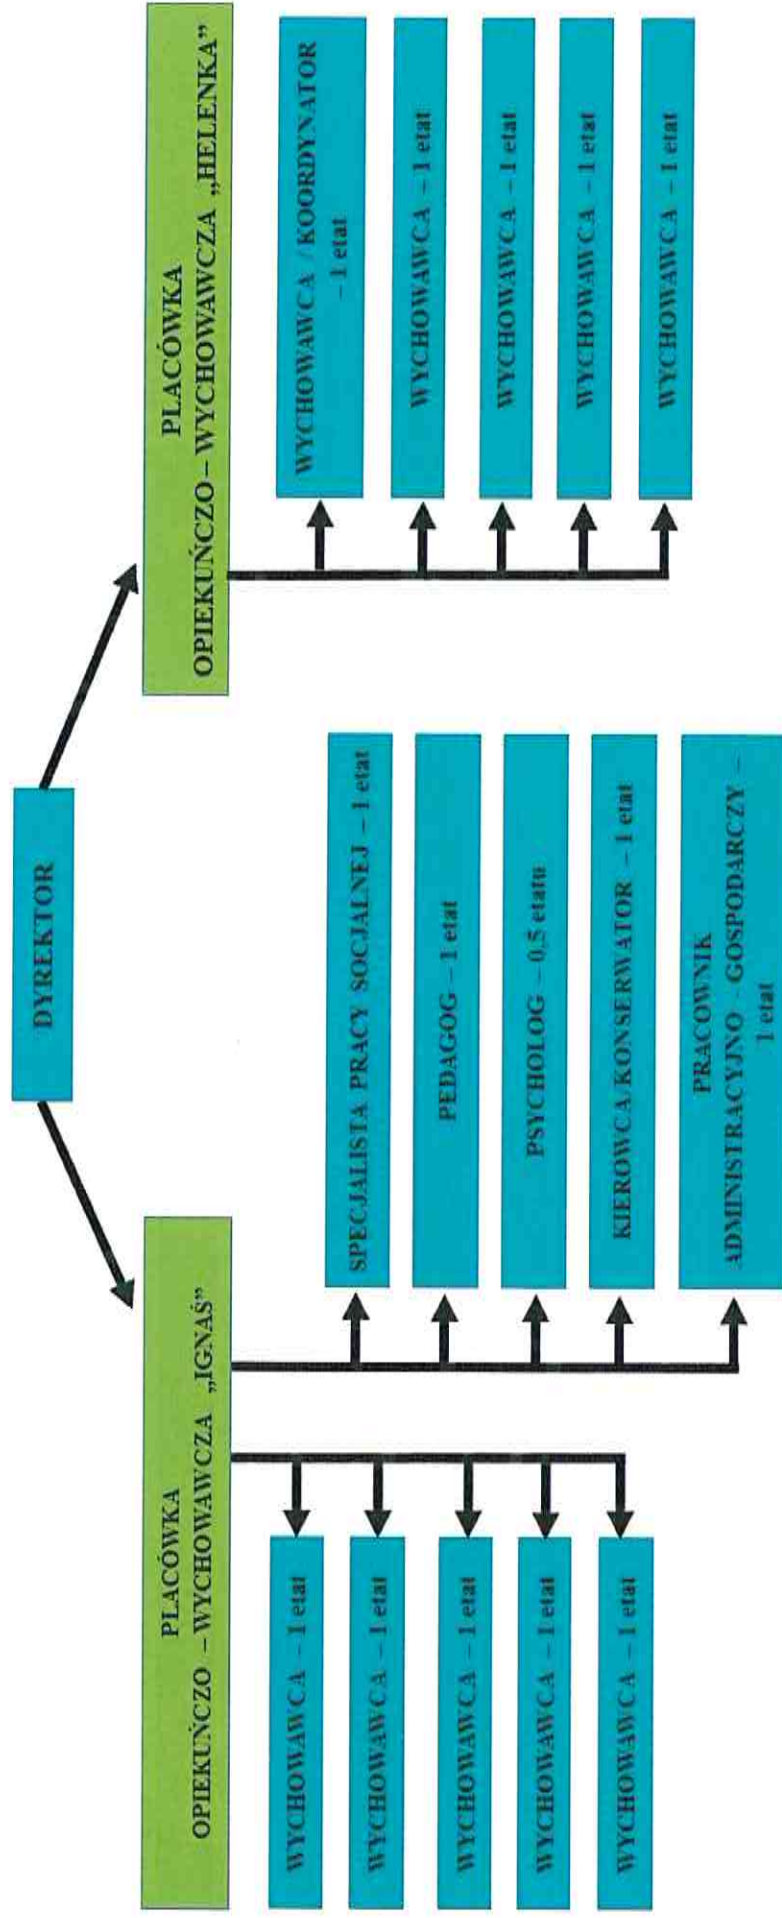 DYREKTOR
PLACÓWKA
OPIEKUŃCZO – WYCHOWAWCZA „IGNAŚ”
WYCHOWAWCA – 1 etat
WYCHOWAWCA – 1 etat
WYCHOWAWCA – 1 etat
WYCHOWAWCA – 1 etat
WYCHOWAWCA – 1 etat
SPECJALISTA PRACY SOCJALNEJ – 1 etat
PEDAGOG – 1 etat
PSYCHOLOG – 0,5 etatu
KIEROWCA/KONSERWATOR – 1 etat
PRACOWNIK
ADMINISTRACYJNO – GOSPODARCZY –
1 etat
PLACÓWKA
OPIEKUŃCZO – WYCHOWAWCZA „HELENKA”
WYCHOWAWCA / KOORDYNATOR
– 1 etat
WYCHOWAWCA – 1 etat
WYCHOWAWCA – 1 etat
WYCHOWAWCA – 1 etat
WYCHOWAWCA – 1 etat